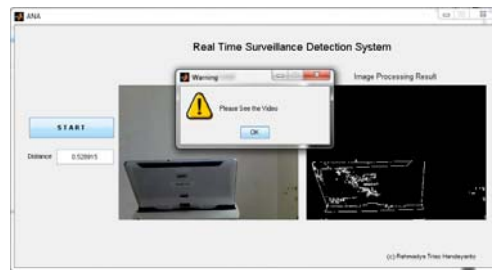 ANA
Real Time Surveillance Detection System
Warning
Image Processing Result
Please See the Video
OK
START
Distance
0.528915
(c) Rahmadya Trias Handayanto